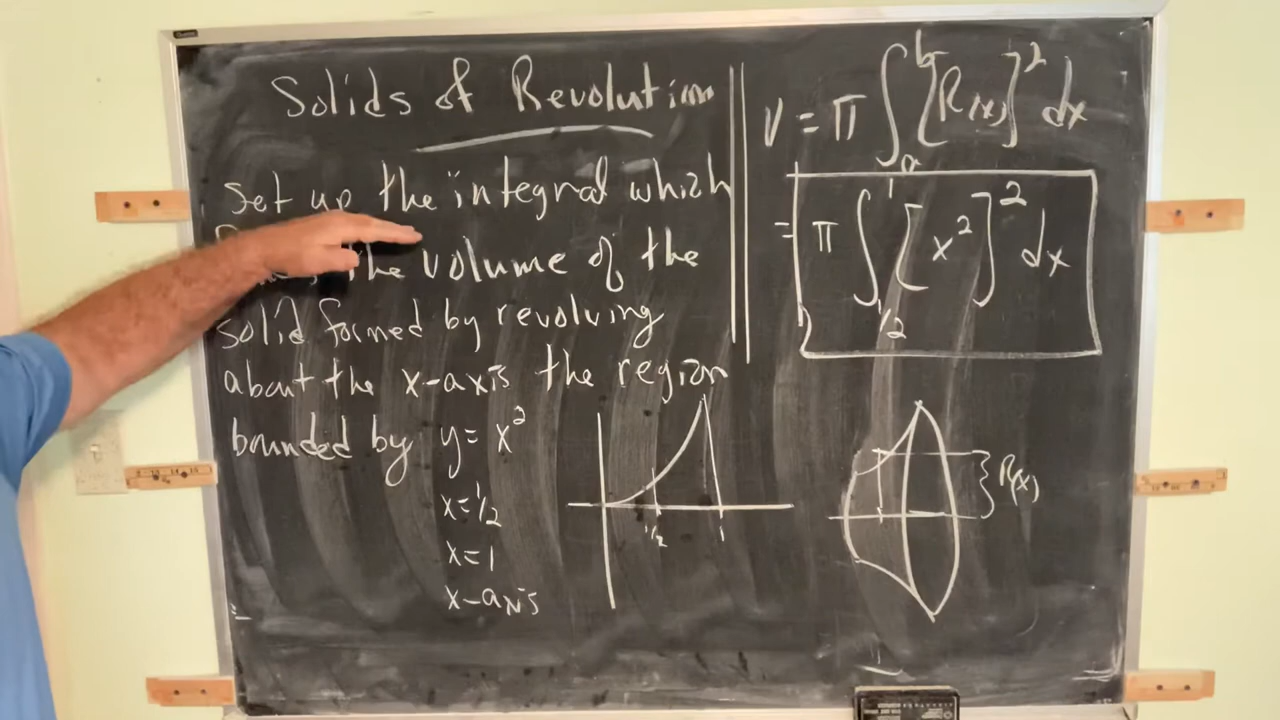 Solids of Revolution
Set up the integral which
the volume of the
solid formed by revolving
about the x-axis the region
bounded by y = x²
x = 1/2
x = 1
x-axis
1/2 1
V = π ∫_a^b [R(x)]² dx
= π ∫_{1/2}^1 [x²]² dx
R(x)